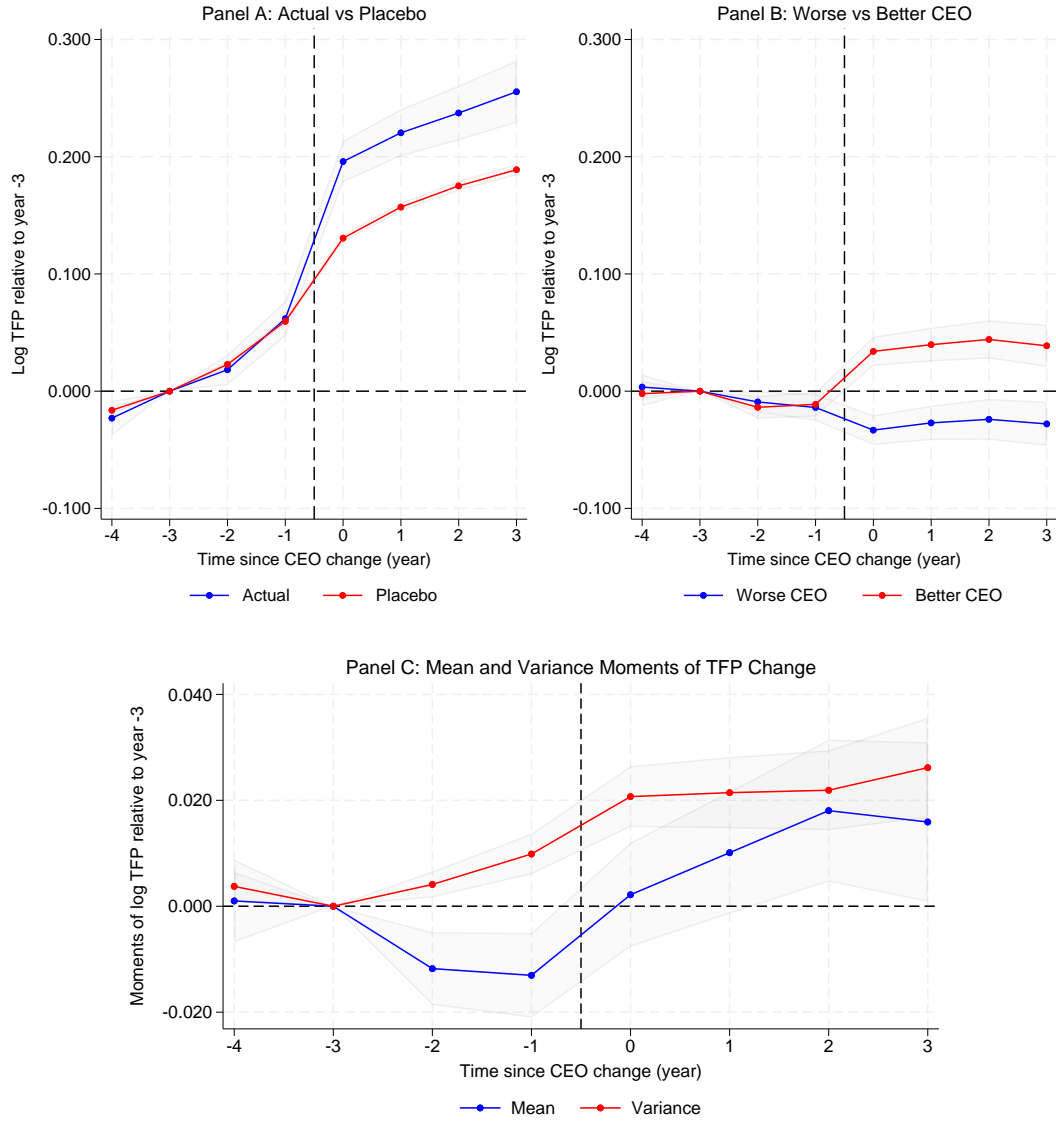 Panel A: Actual vs Placebo
Log TFP relative to year -3
0.300
0.200
0.100
0.000
-0.100
-4 -3 -2 -1 0 1 2 3
Time since CEO change (year)
Actual Placebo
Panel B: Worse vs Better CEO
Log TFP relative to year -3
0.300
0.200
0.100
0.000
-0.100
-4 -3 -2 -1 0 1 2 3
Time since CEO change (year)
Worse CEO Better CEO
Panel C: Mean and Variance Moments of TFP Change
Moments of log TFP relative to year -3
0.040
0.020
0.000
-0.020
-4 -3 -2 -1 0 1 2 3
Time since CEO change (year)
Mean Variance